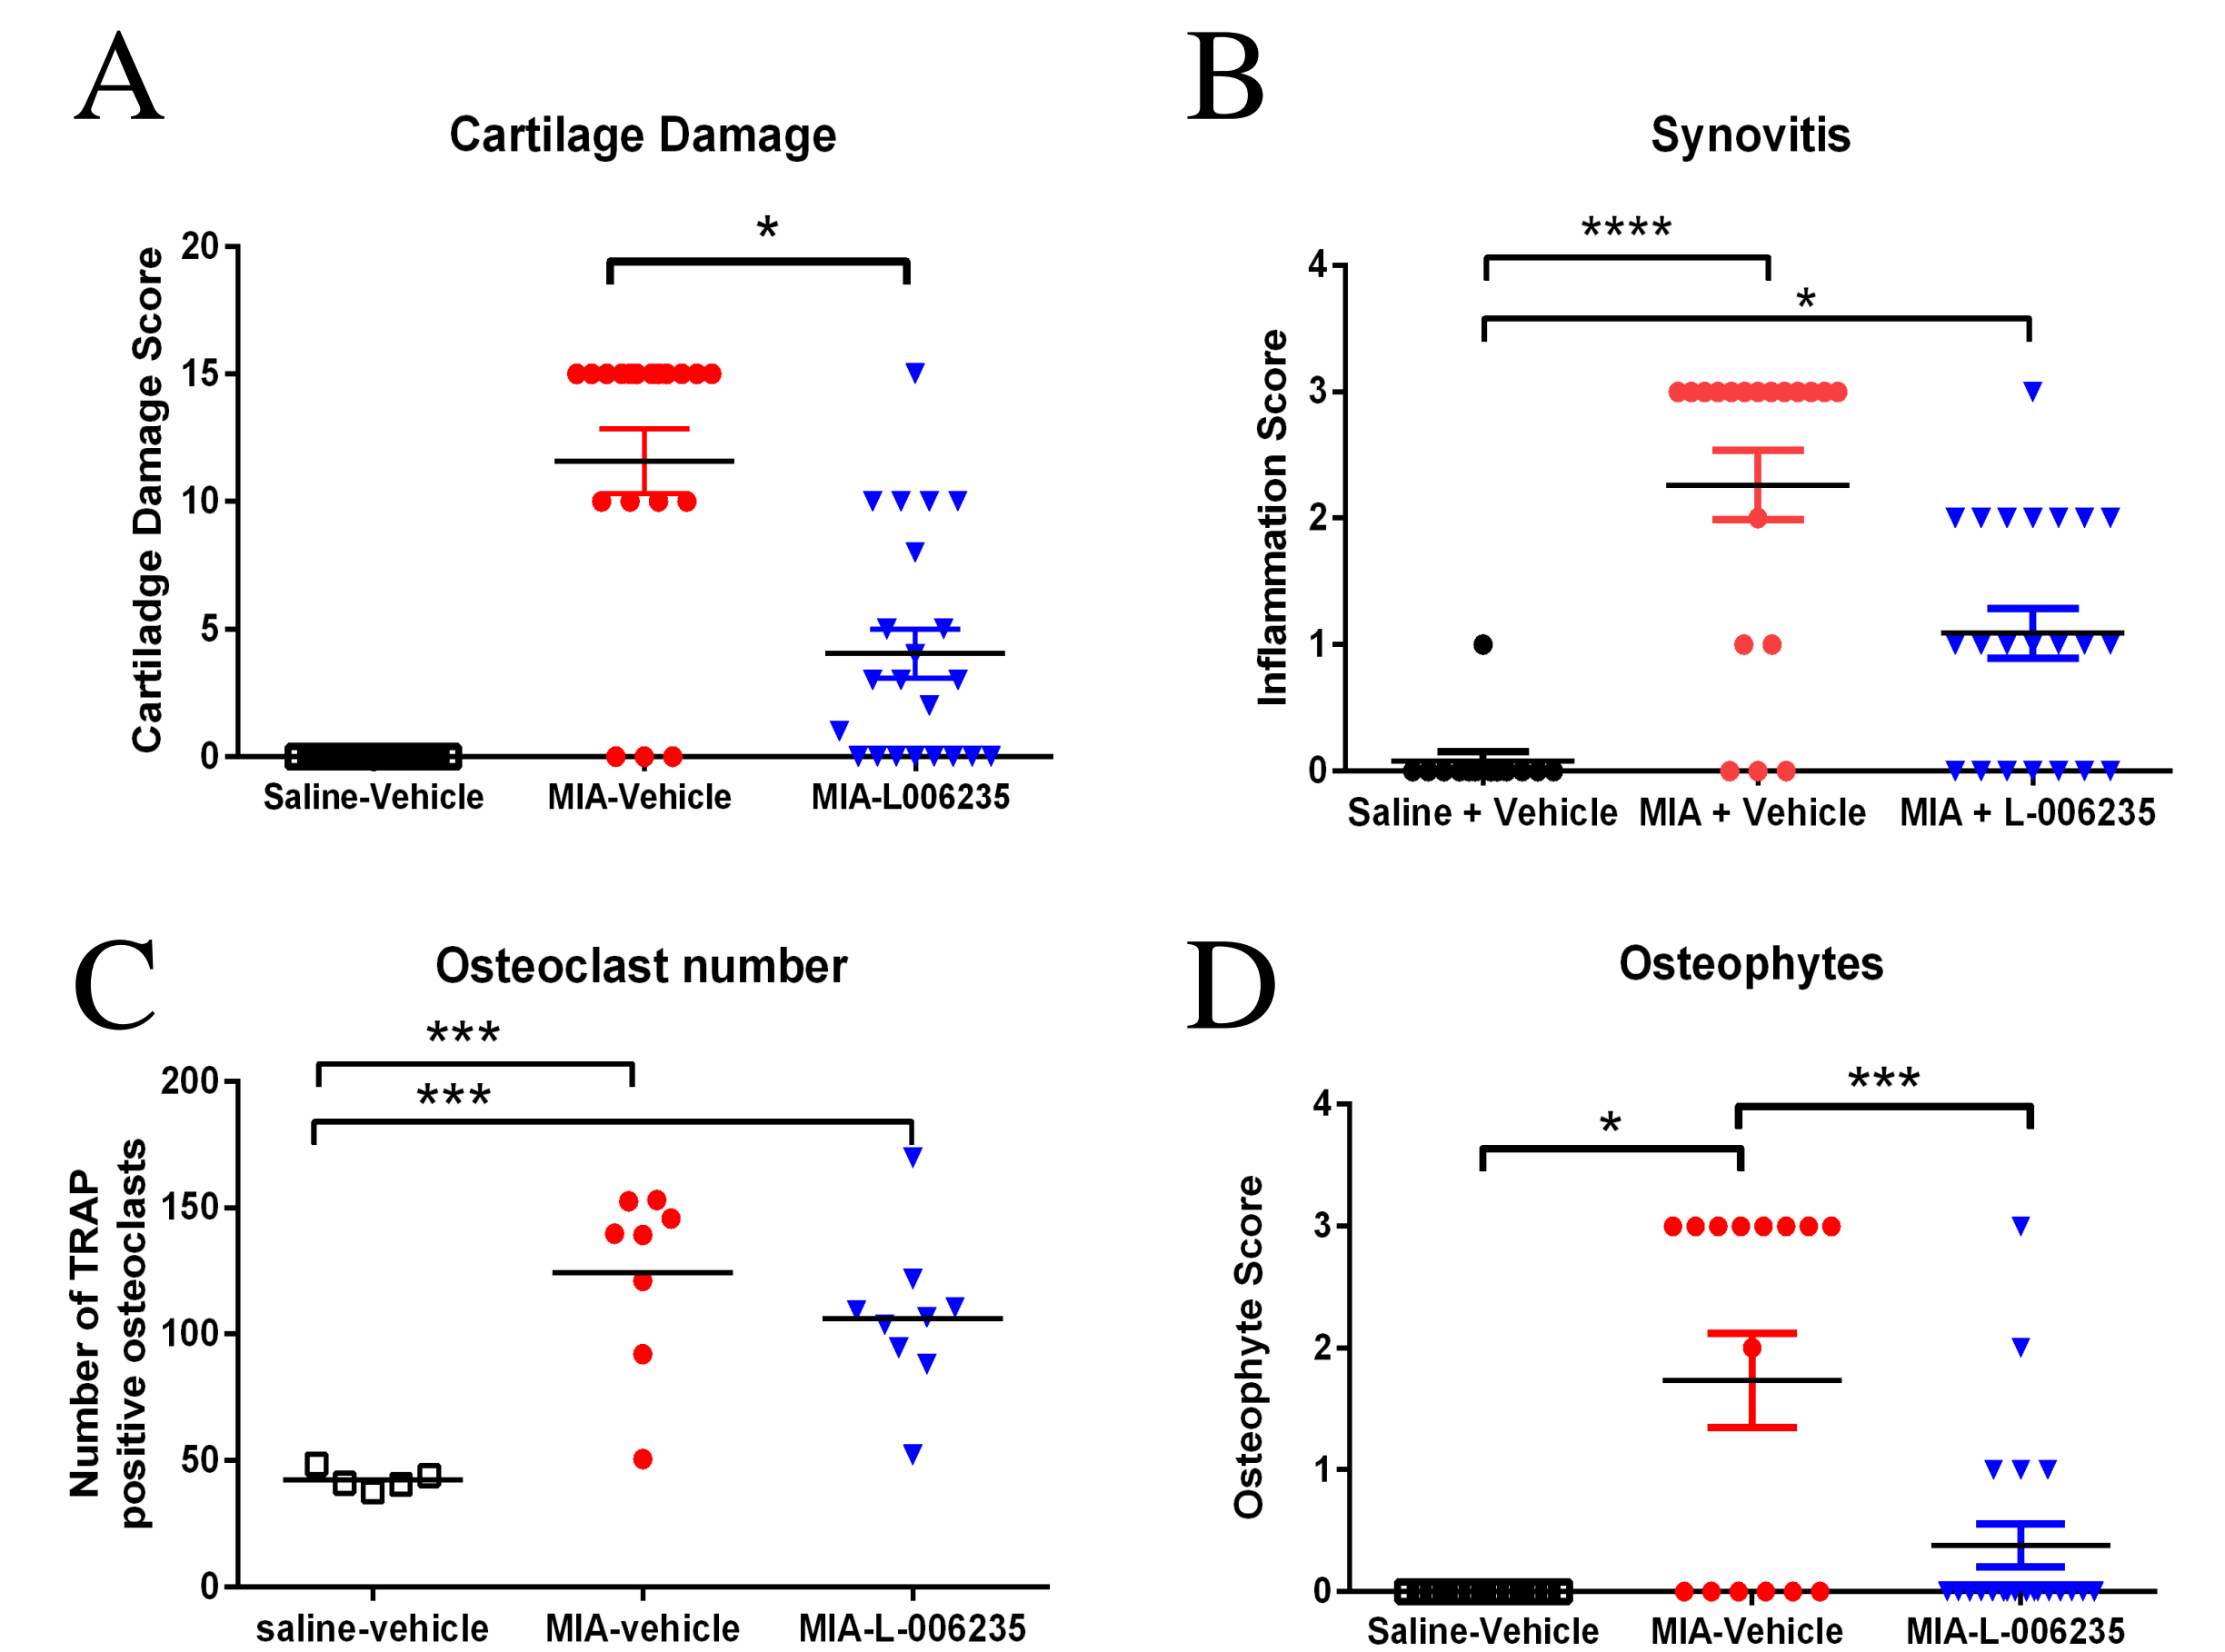 A
Cartilage Damage
*
Cartiladge Damage Score
20
15
10
5
0
Saline-Vehicle MIA-Vehicle MIA-L006235
B
Synovitis
****
*
Inflammation Score
4
3
2
1
0
Saline + Vehicle MIA + Vehicle MIA + L-006235
C
Osteoclast number
***
***
Number of TRAP
positive osteoclasts
200
150
100
50
0
saline-vehicle MIA-vehicle MIA-L-006235
D
Osteophytes
***
*
Osteophyte Score
4
3
2
1
0
Saline-Vehicle MIA-Vehicle MIA-L-006235